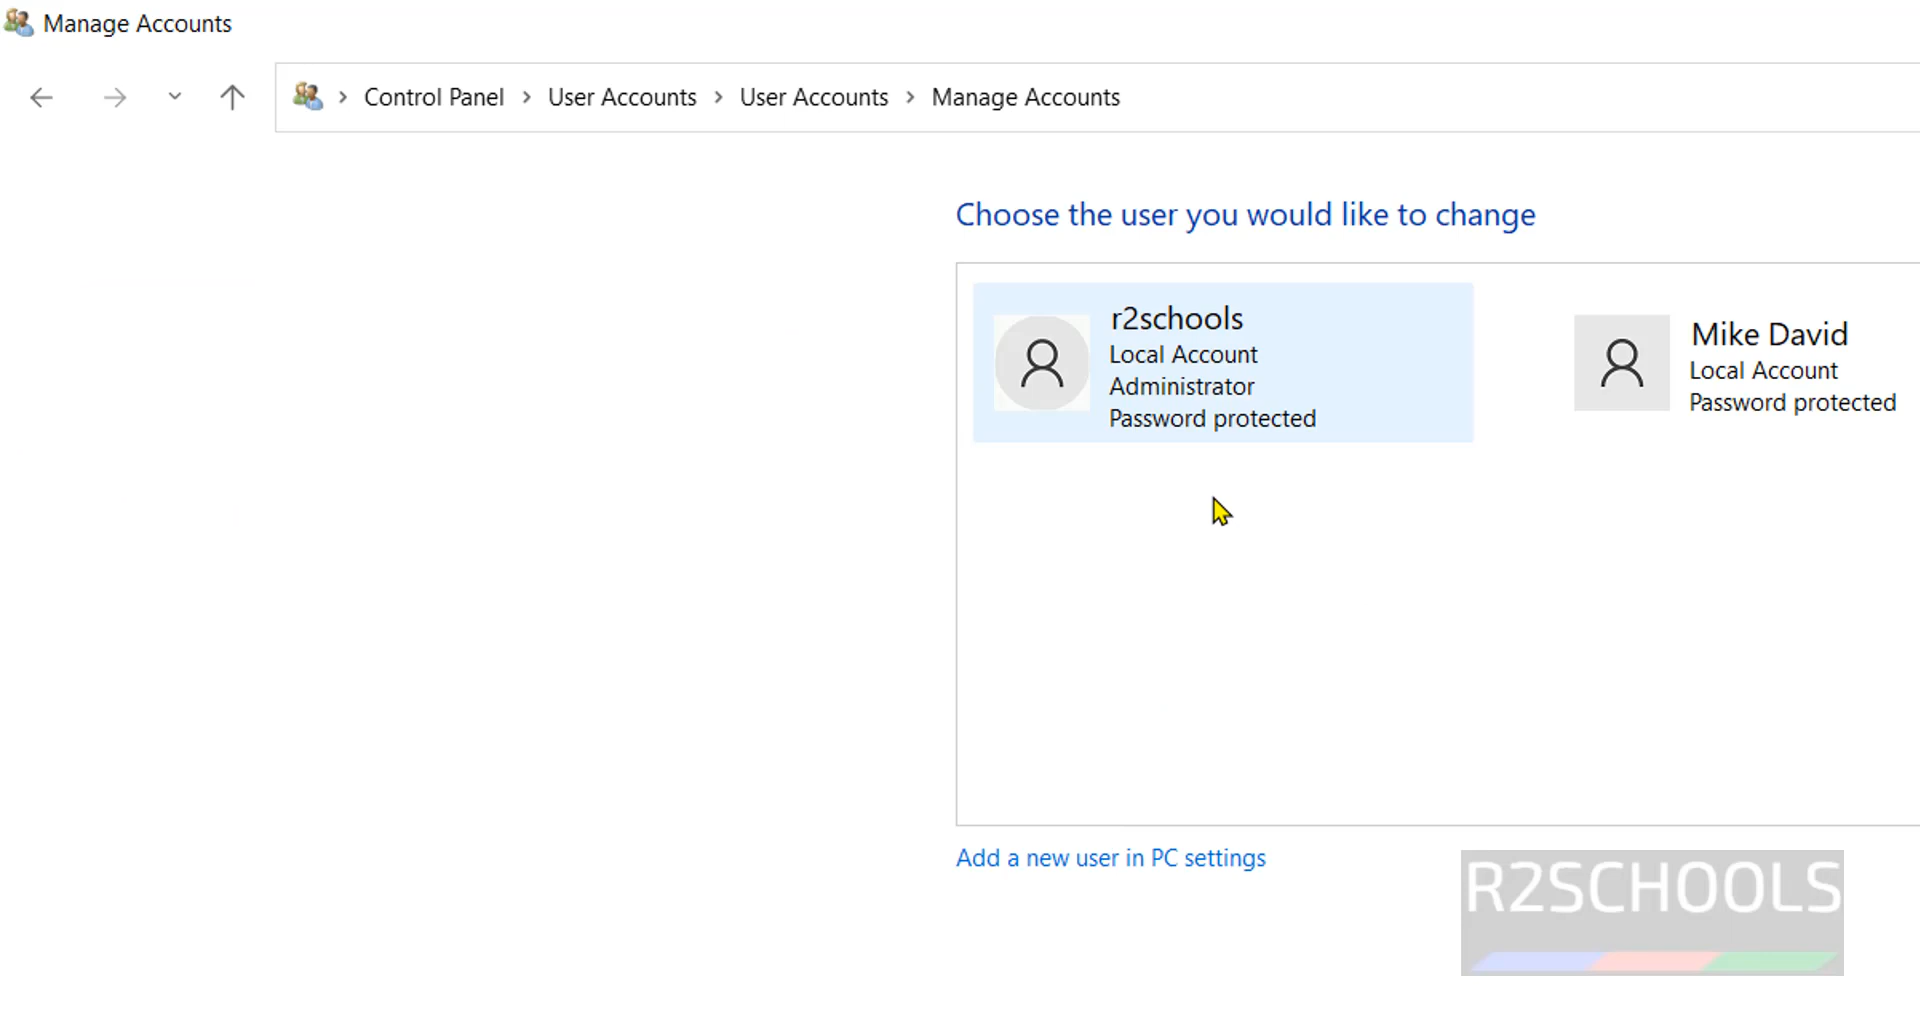 Manage Accounts
Control Panel > User Accounts > User Accounts > Manage Accounts
Choose the user you would like to change
r2schools
Local Account
Administrator
Password protected
Mike David
Local Account
Password protected
Add a new user in PC settings
R2SCHOOLS